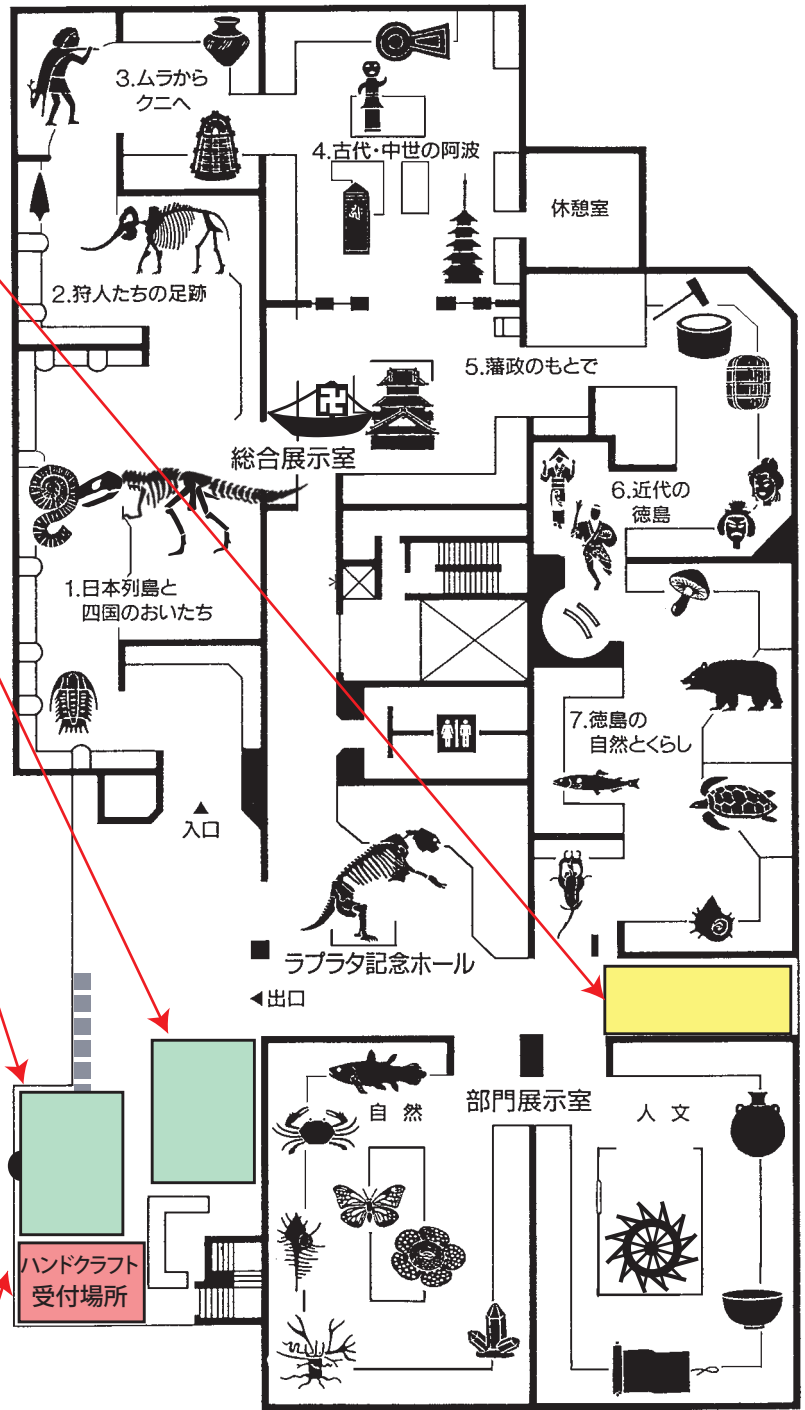 3.ムラから
クニへ
4.古代・中世の阿波
休憩室
2.狩人たちの足跡
5.藩政のもとで
卍
総合展示室
6.近代の
徳島
1.日本列島と
四国のおいたち
7.徳島の
自然とくらし
▲
入口
ラプラタ記念ホール
◀出口
部門展示室
自 然
人 文
ハンドクラフト
受付場所